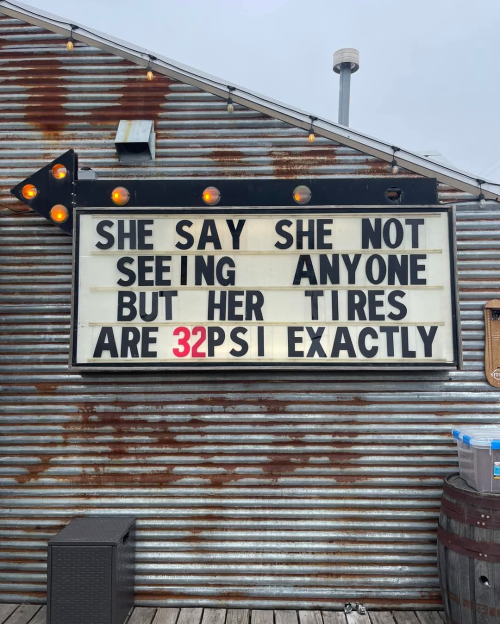 SHE SAY SHE NOT
SEEING ANYONE
BUT HER TIRES
ARE 32PSI EXACTLY